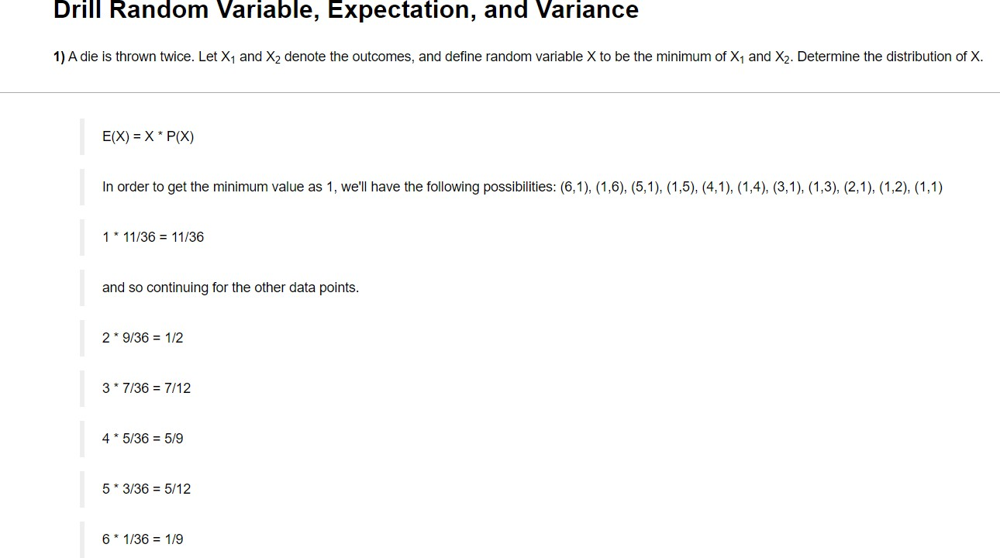 Drill Random Variable, Expectation, and Variance
1) A die is thrown twice. Let X₁ and X₂ denote the outcomes, and define random variable X to be the minimum of X₁ and X₂. Determine the distribution of X.
E(X) = X * P(X)
In order to get the minimum value as 1, we'll have the following possibilities: (6,1), (1,6), (5,1), (1,5), (4,1), (1,4), (3,1), (1,3), (2,1), (1,2), (1,1)
1 * 11/36 = 11/36
and so continuing for the other data points.
2 * 9/36 = 1/2
3 * 7/36 = 7/12
4 * 5/36 = 5/9
5 * 3/36 = 5/12
6 * 1/36 = 1/9